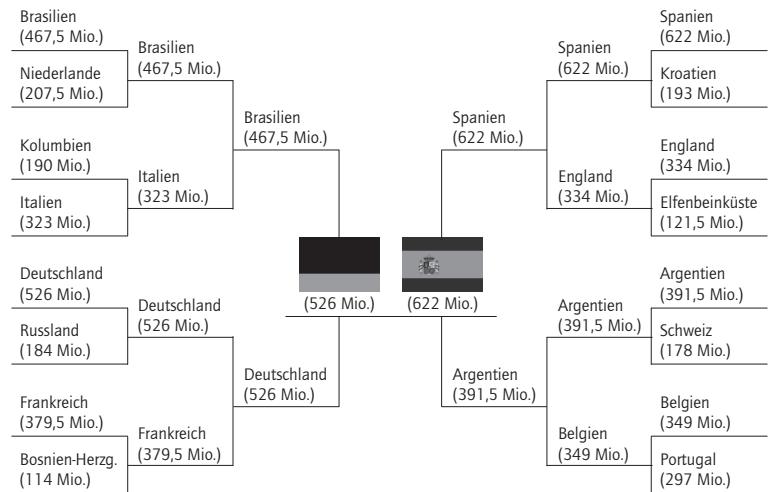 Brasilien
(467,5 Mio.)
Niederlande
(207,5 Mio.)
Kolumbien
(190 Mio.)
Italien
(323 Mio.)
Deutschland
(526 Mio.)
Russland
(184 Mio.)
Frankreich
(379,5 Mio.)
Bosnien-Herzg.
(114 Mio.)
Brasilien
(467,5 Mio.)
Italien
(323 Mio.)
Deutschland
(526 Mio.)
Frankreich
(379,5 Mio.)
Brasilien
(467,5 Mio.)
Deutschland
(526 Mio.)
(526 Mio.)
(622 Mio.)
Spanien
(622 Mio.)
Argentien
(391,5 Mio.)
Spanien
(622 Mio.)
England
(334 Mio.)
Argentien
(391,5 Mio.)
Belgien
(349 Mio.)
Spanien
(622 Mio.)
Kroatien
(193 Mio.)
England
(334 Mio.)
Elfenbeinküste
(121,5 Mio.)
Argentien
(391,5 Mio.)
Schweiz
(178 Mio.)
Belgien
(349 Mio.)
Portugal
(297 Mio.)